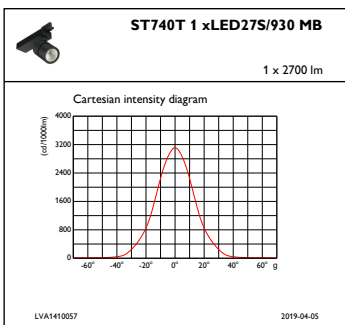 ST740T 1 xLED27S/930 MB
1 x 2700 lm
Cartesian intensity diagram
(cd/1000lm)
4000
3200
2400
1600
800
0
-60° -40° -20° 0° 20° 40° 60° g
LVA1410057 2019-04-05